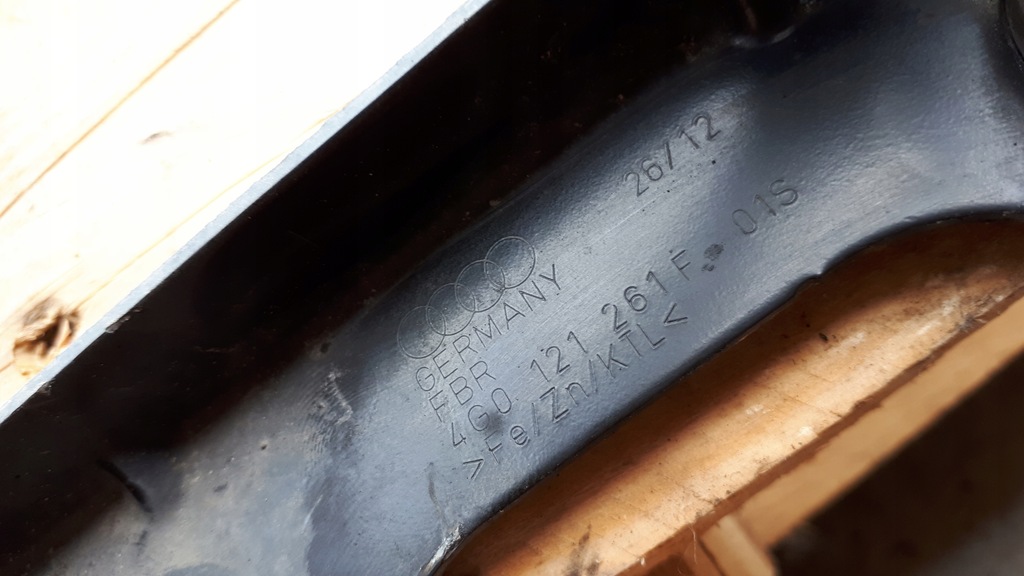 26/12
GERMANY
FBR
4G0 121 261 F 01S
>Fe/Zn/KTL<